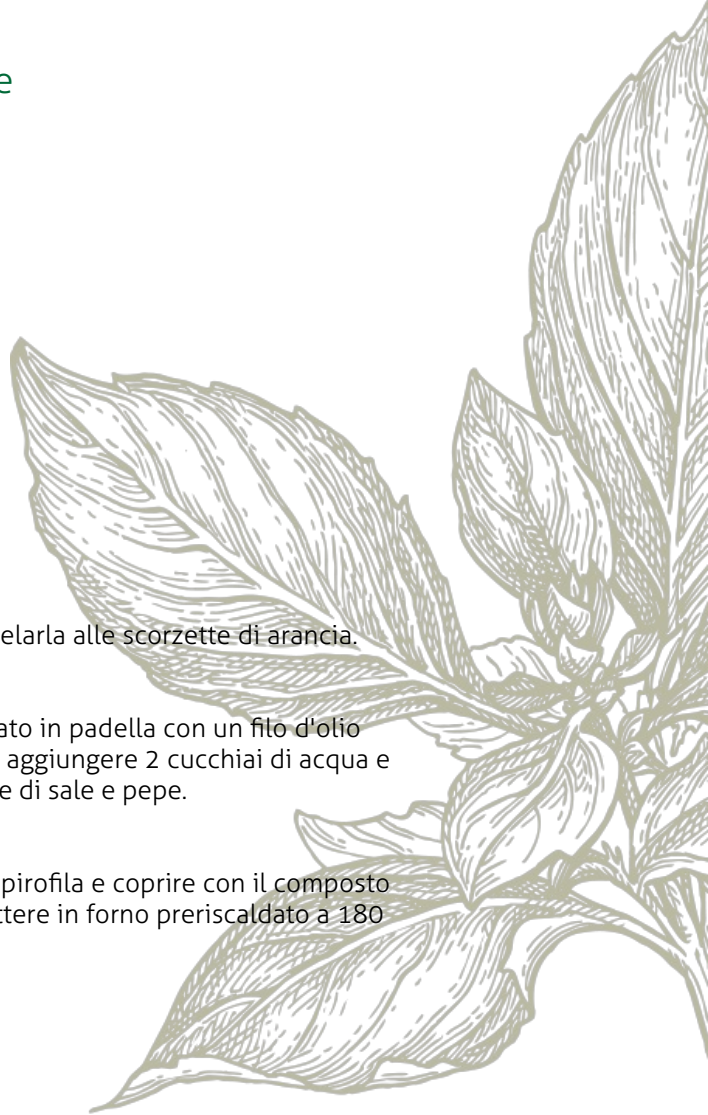 e
elarla alle scorzette di arancia.
ato in padella con un filo d'olio
aggiungere 2 cucchiai di acqua e
e di sale e pepe.
pirofila e coprire con il composto
ttere in forno preriscaldato a 180